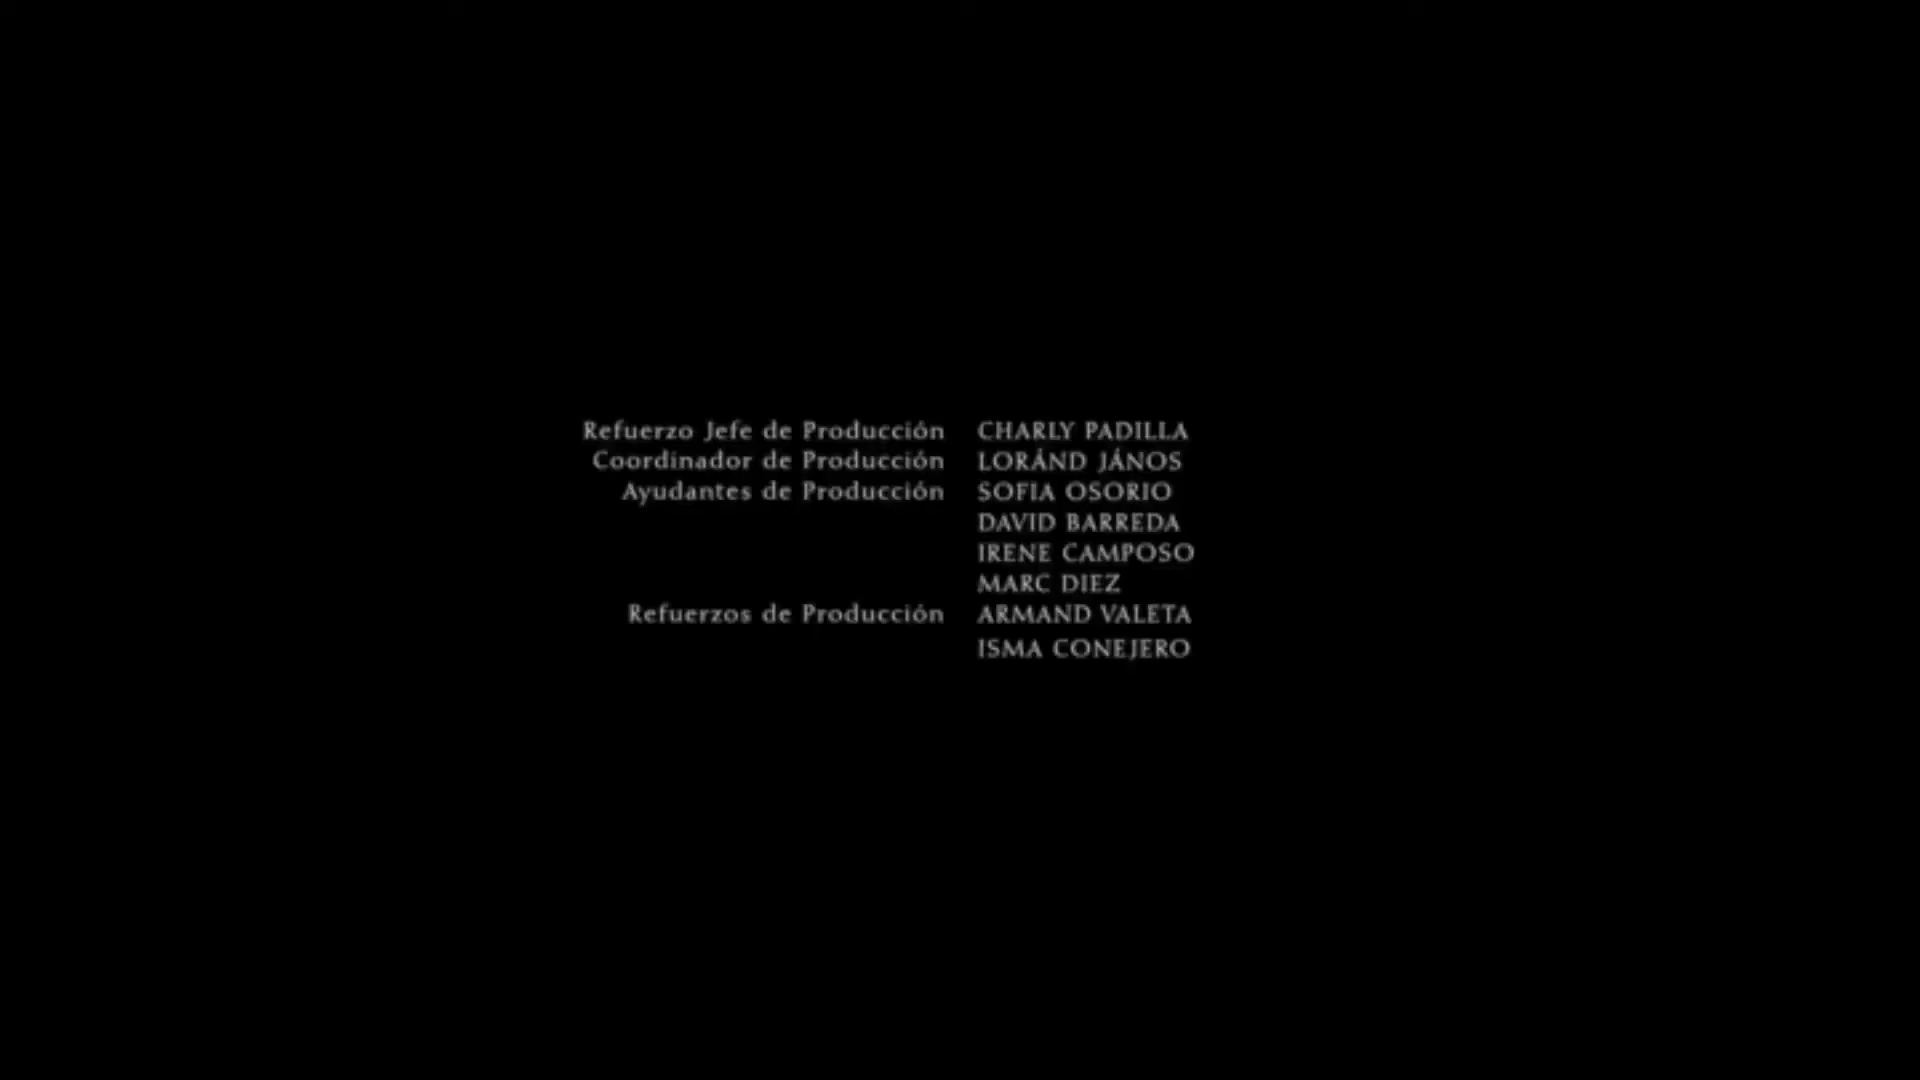 Refuerzo Jefe de Producción CHARLY PADILLA
Coordinador de Producción LORÁND JÁNOS
Ayudantes de Producción SOFIA OSORIO
DAVID BARREDA
IRENE CAMPOSO
MARC DIEZ
Refuerzos de Producción ARMAND VALETA
ISMA CONEJERO